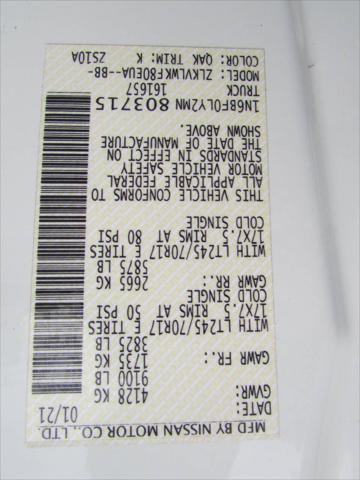 MFD BY NISSAN MOTOR CO., LTD.
DATE: 01/21
GVWR: 4128 KG
9100 LB
GAWR FR.: 1735 KG
3825 LB
WITH LT245/70R17 E TIRES
17X7.5 RIMS AT 50 PSI
COLD SINGLE
GAWR RR.: 2665 KG
5875 LB
WITH LT245/70R17 E TIRES
17X7.5 RIMS AT 80 PSI
COLD SINGLE
THIS VEHICLE CONFORMS TO
ALL APPLICABLE FEDERAL
MOTOR VEHICLE SAFETY
STANDARDS IN EFFECT ON
THE DATE OF MANUFACTURE
SHOWN ABOVE.
1N6BF0LY2MN 803715
TRUCK 161657
MODEL: ZLKVLWKF80EUA--BB-
COLOR: QAK TRIM: K ZS10A